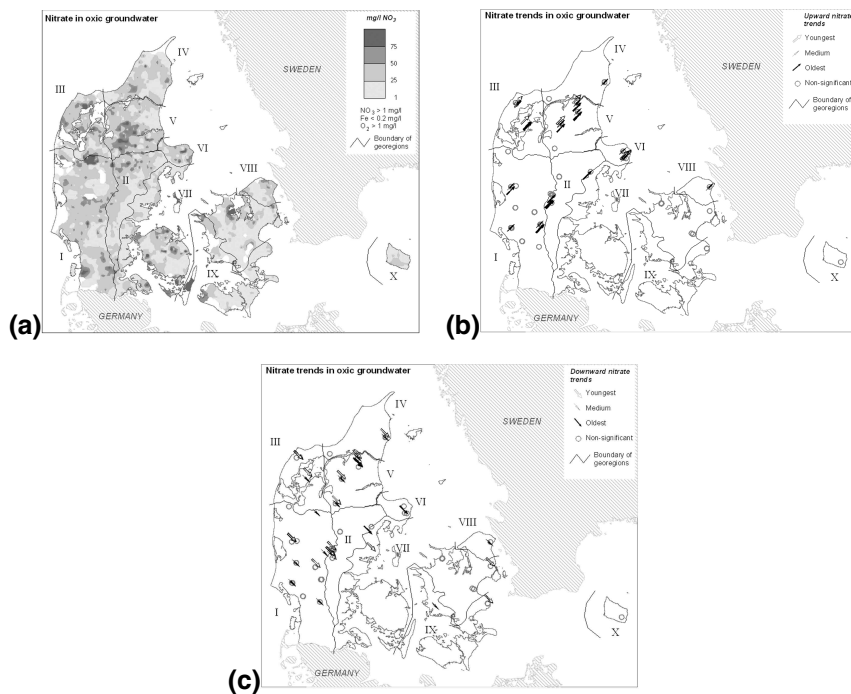 Nitrate in oxic groundwater
mg/l NO₃
75
50
25
1
NO₃ > 1 mg/l
Fe < 0.2 mg/l
O₂ > 1 mg/l
Boundary of
georegions
SWEDEN
GERMANY
I
II
III
IV
V
VI
VII
VIII
IX
X
(a)
Nitrate trends in oxic groundwater
Upward nitrate
trends
Youngest
Medium
Oldest
Non-significant
Boundary of
georegions
SWEDEN
GERMANY
I
II
III
IV
V
VI
VII
VIII
IX
X
(b)
Nitrate trends in oxic groundwater
Downward nitrate
trends
Youngest
Medium
Oldest
Non-significant
Boundary of
georegions
SWEDEN
GERMANY
I
II
III
IV
V
VI
VII
VIII
IX
X
(c)